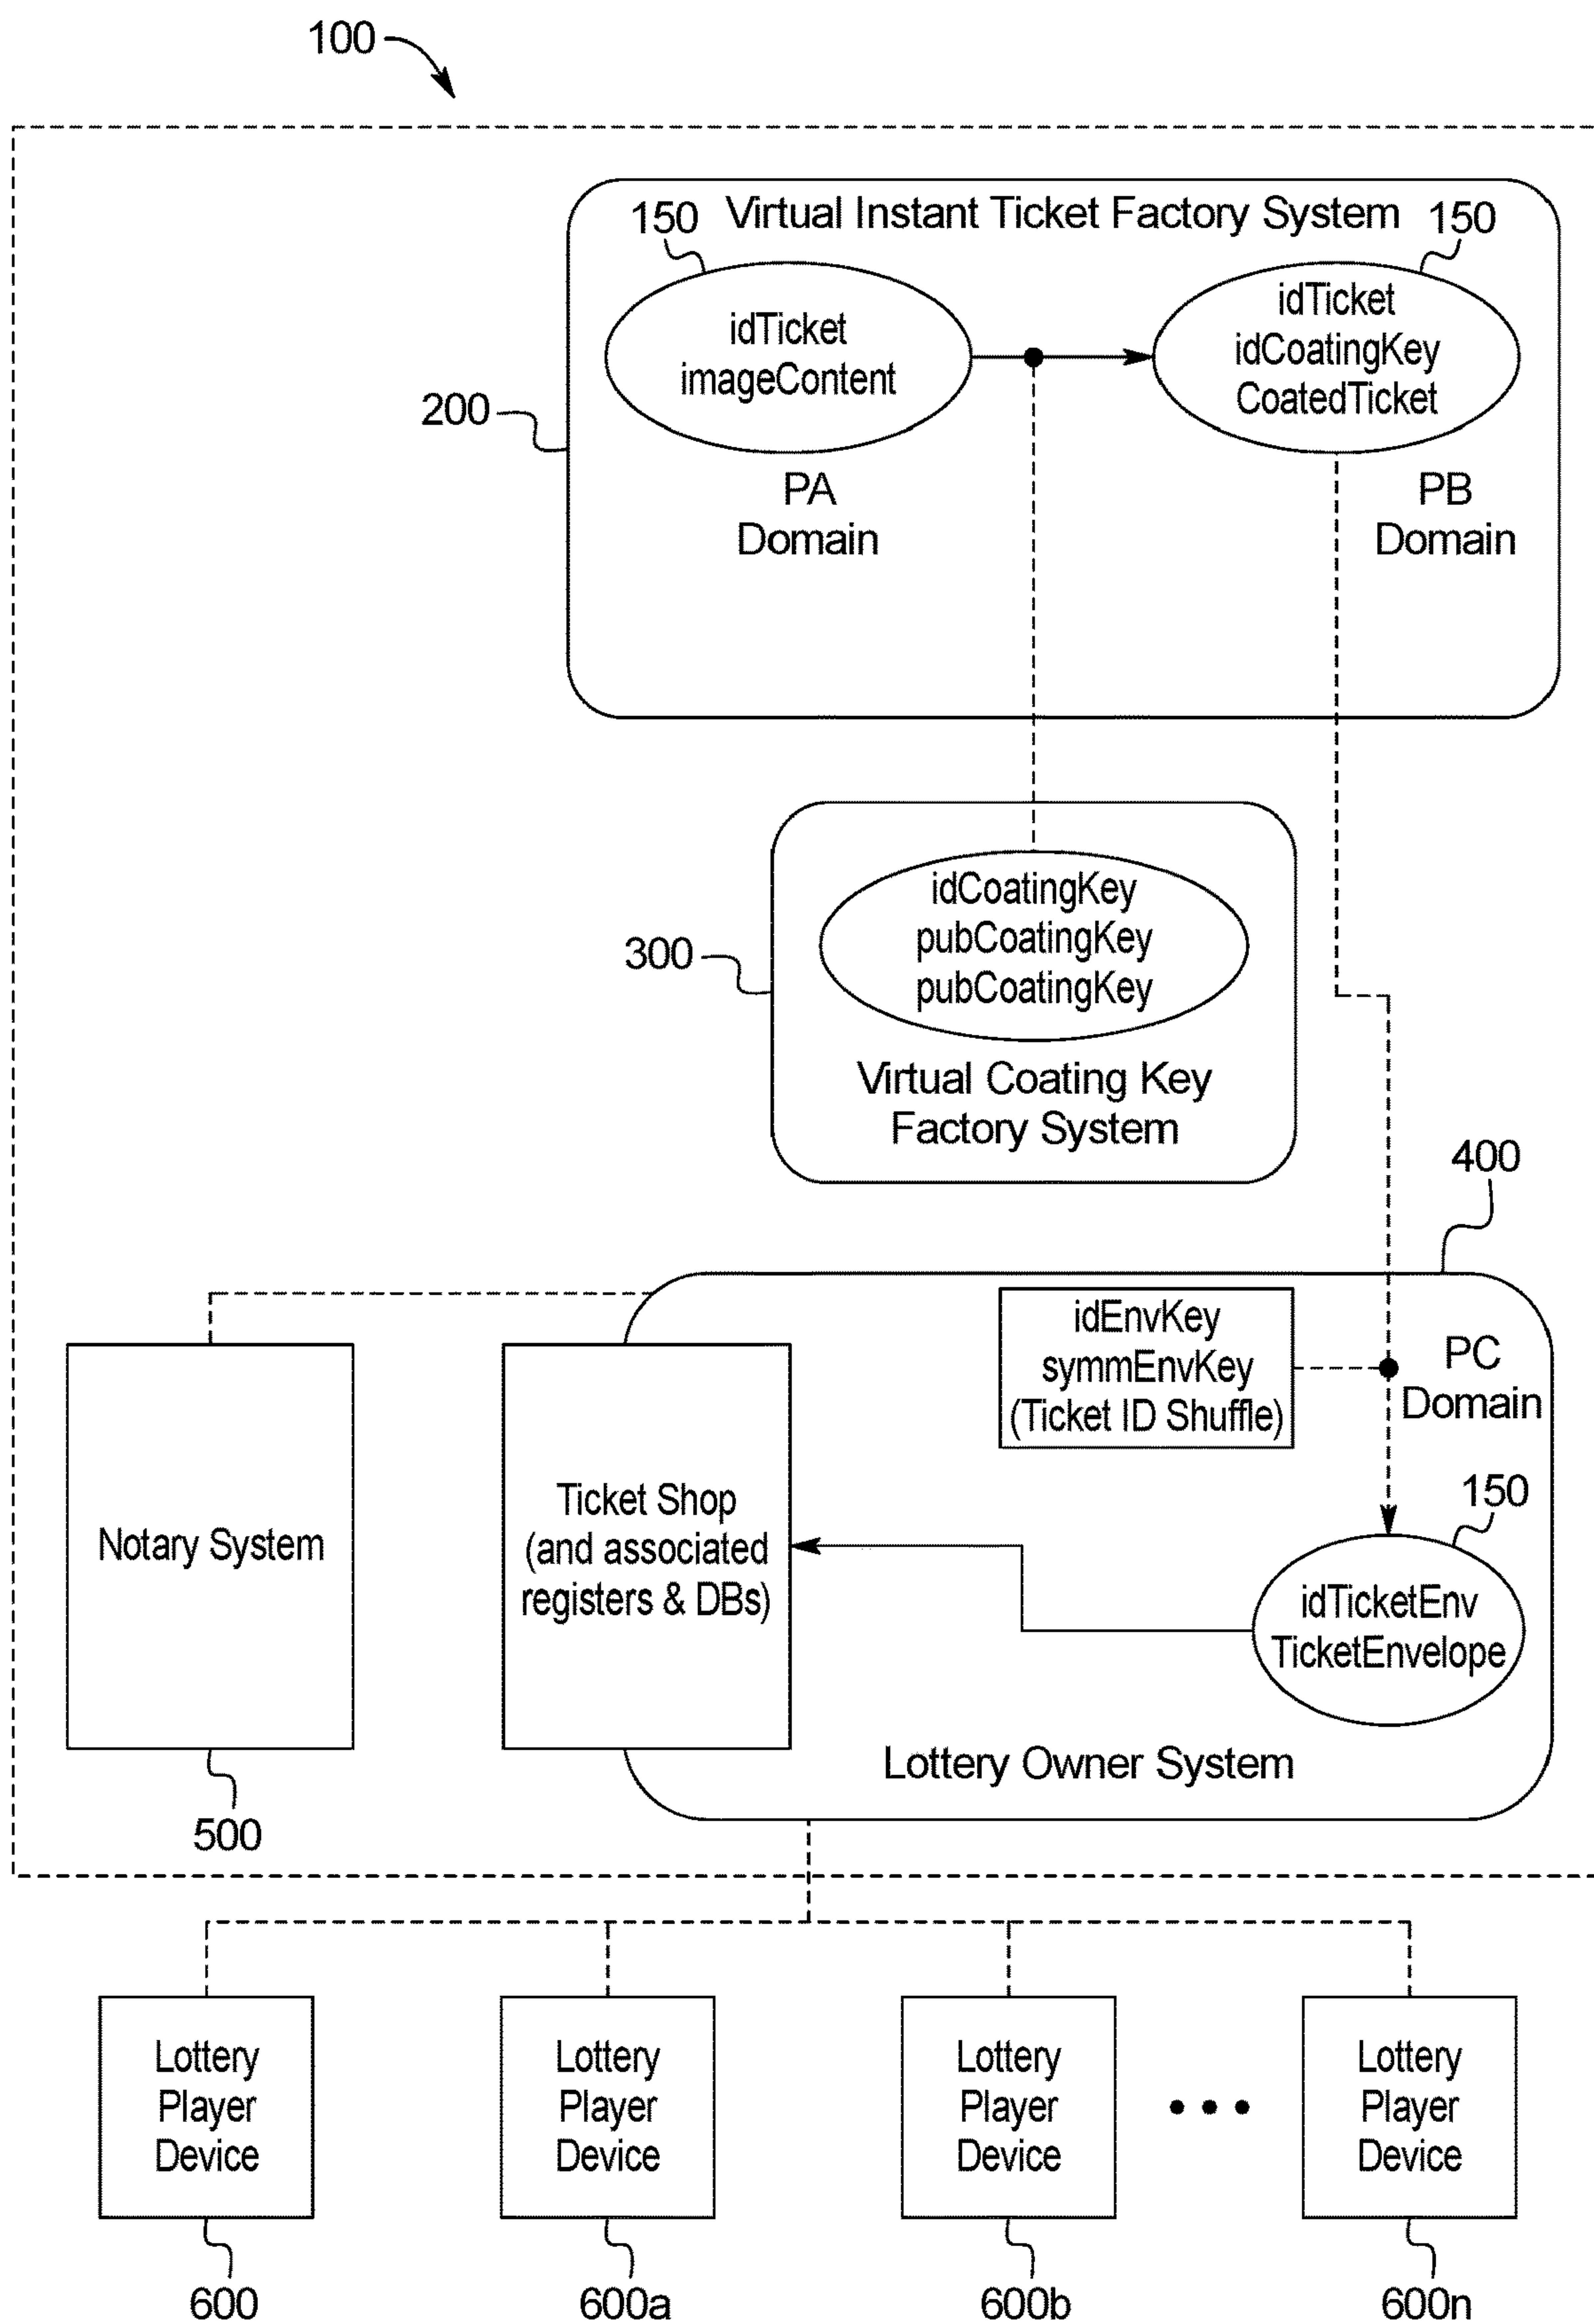 100
Virtual Instant Ticket Factory System
150
150
idTicket
imageContent
idTicket
idCoatingKey
CoatedTicket
200
PA
Domain
PB
Domain
idCoatingKey
pubCoatingKey
pubCoatingKey
300
Virtual Coating Key
Factory System
400
idEnvKey
symmEnvKey
(Ticket ID Shuffle)
PC
Domain
150
Notary System
Ticket Shop
(and associated
registers & DBs)
idTicketEnv
TicketEnvelope
Lottery Owner System
500
Lottery
Player
Device
Lottery
Player
Device
Lottery
Player
Device
Lottery
Player
Device
600
600a
600b
600n